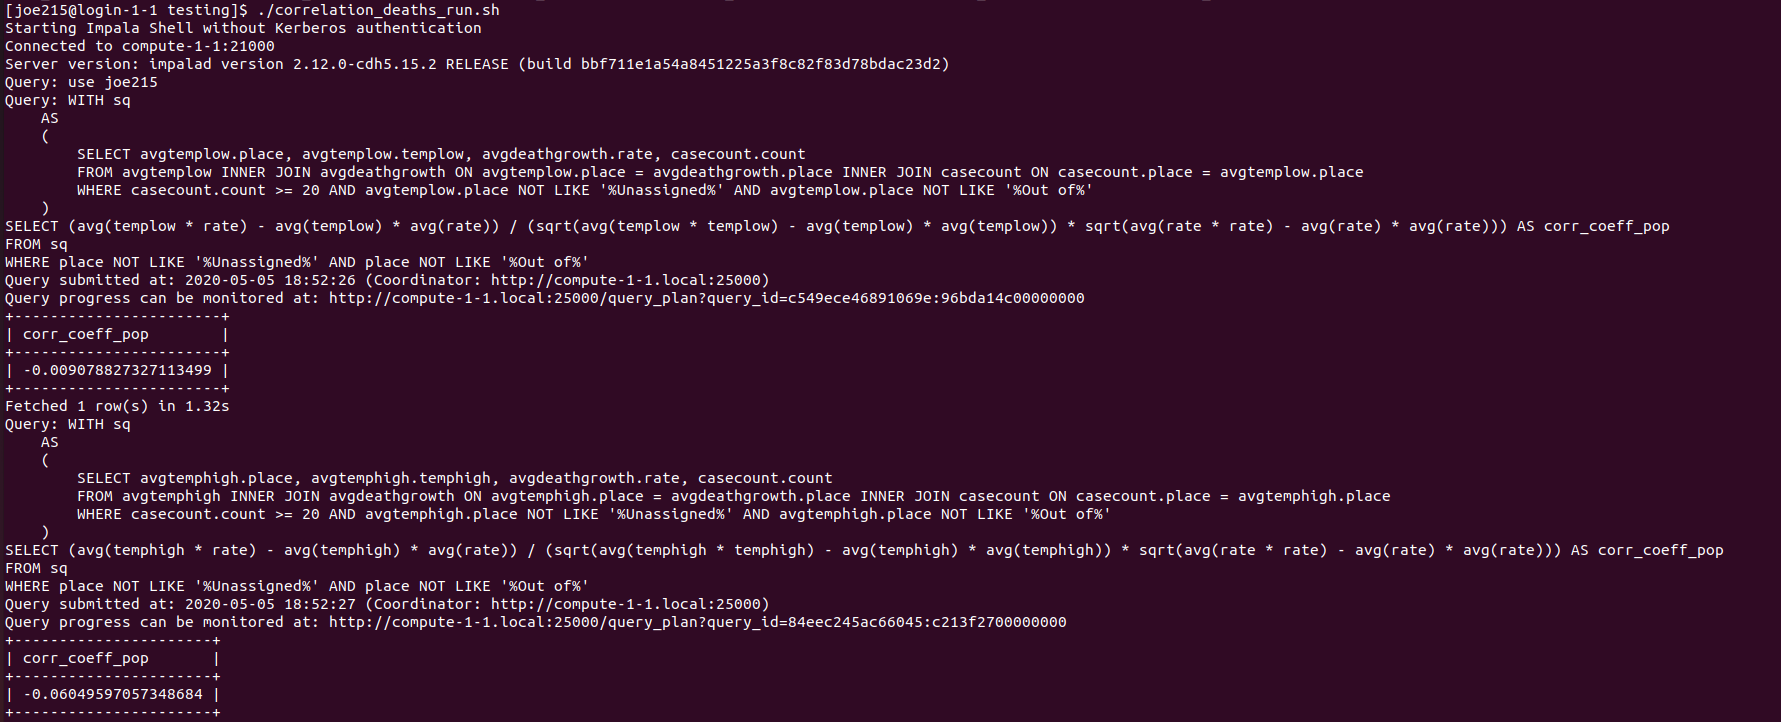 [joe215@login-1-1 testing]$ ./correlation_deaths_run.sh
Starting Impala Shell without Kerberos authentication
Connected to compute-1-1:21000
Server version: impalad version 2.12.0-cdh5.15.2 RELEASE (build bbf711e1a54a8451225a3f8c82f83d78bdac23d2)
Query: use joe215
Query: WITH sq
    AS
    (
        SELECT avgtemplow.place, avgtemplow.templow, avgdeathgrowth.rate, casecount.count
        FROM avgtemplow INNER JOIN avgdeathgrowth ON avgtemplow.place = avgdeathgrowth.place INNER JOIN casecount ON casecount.place = avgtemplow.place
        WHERE casecount.count >= 20 AND avgtemplow.place NOT LIKE '%Unassigned%' AND avgtemplow.place NOT LIKE '%Out of%'
    )
SELECT (avg(templow * rate) - avg(templow) * avg(rate)) / (sqrt(avg(templow * templow) - avg(templow) * avg(templow)) * sqrt(avg(rate * rate) - avg(rate) * avg(rate))) AS corr_coeff_pop
FROM sq
WHERE place NOT LIKE '%Unassigned%' AND place NOT LIKE '%Out of%'
Query submitted at: 2020-05-05 18:52:26 (Coordinator: http://compute-1-1.local:25000)
Query progress can be monitored at: http://compute-1-1.local:25000/query_plan?query_id=c549ece46891069e:96bda14c00000000
+-----------------------+
| corr_coeff_pop        |
+-----------------------+
| -0.009078827327113499 |
+-----------------------+
Fetched 1 row(s) in 1.32s
Query: WITH sq
    AS
    (
        SELECT avgtemphigh.place, avgtemphigh.temphigh, avgdeathgrowth.rate, casecount.count
        FROM avgtemphigh INNER JOIN avgdeathgrowth ON avgtemphigh.place = avgdeathgrowth.place INNER JOIN casecount ON casecount.place = avgtemphigh.place
        WHERE casecount.count >= 20 AND avgtemphigh.place NOT LIKE '%Unassigned%' AND avgtemphigh.place NOT LIKE '%Out of%'
    )
SELECT (avg(temphigh * rate) - avg(temphigh) * avg(rate)) / (sqrt(avg(temphigh * temphigh) - avg(temphigh) * avg(temphigh)) * sqrt(avg(rate * rate) - avg(rate) * avg(rate))) AS corr_coeff_pop
FROM sq
WHERE place NOT LIKE '%Unassigned%' AND place NOT LIKE '%Out of%'
Query submitted at: 2020-05-05 18:52:27 (Coordinator: http://compute-1-1.local:25000)
Query progress can be monitored at: http://compute-1-1.local:25000/query_plan?query_id=84eec245ac66045:c213f2700000000
+----------------------+
| corr_coeff_pop       |
+----------------------+
| -0.06049597057348684 |
+----------------------+